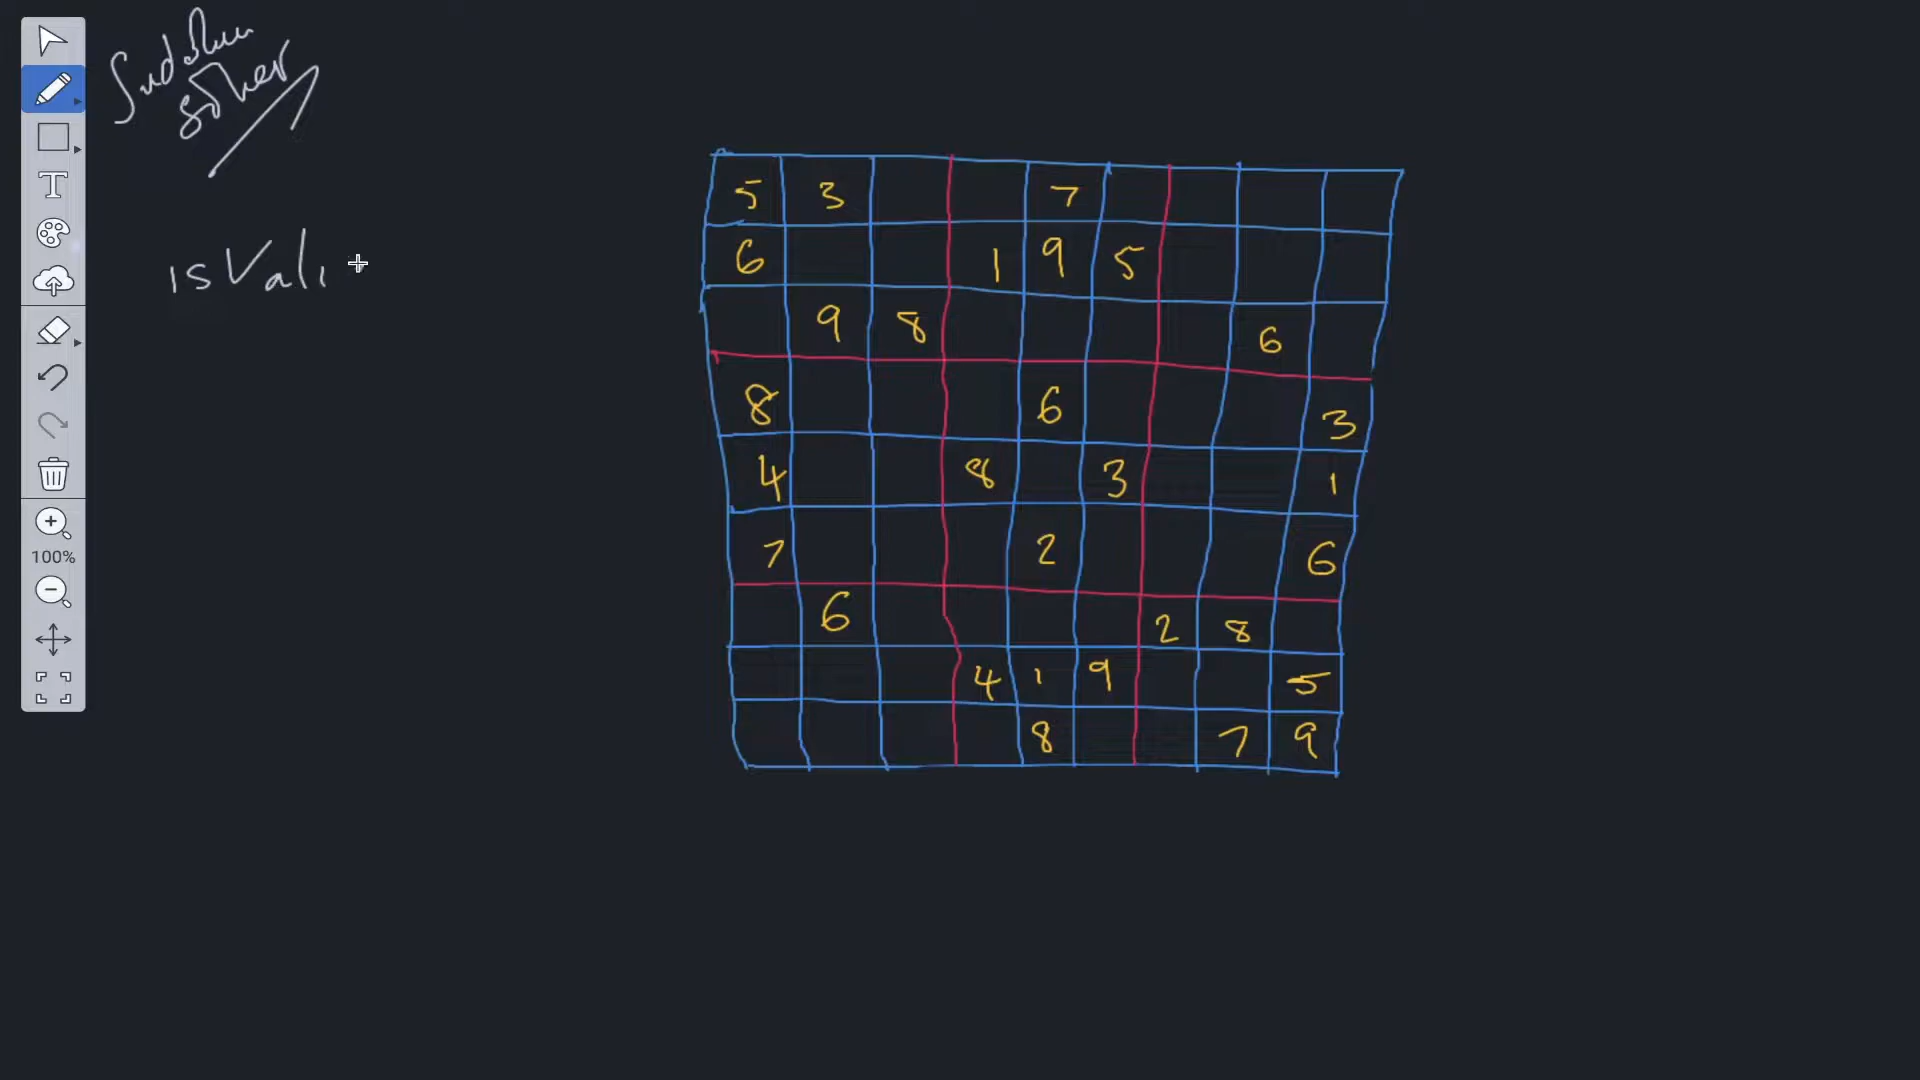 Sudoku
solver
isVali
5 3 7
6 1 9 5
9 8 6
8 6 3
4 8 3 1
7 2 6
6 2 8
4 1 9 5
8 7 9
T
100%